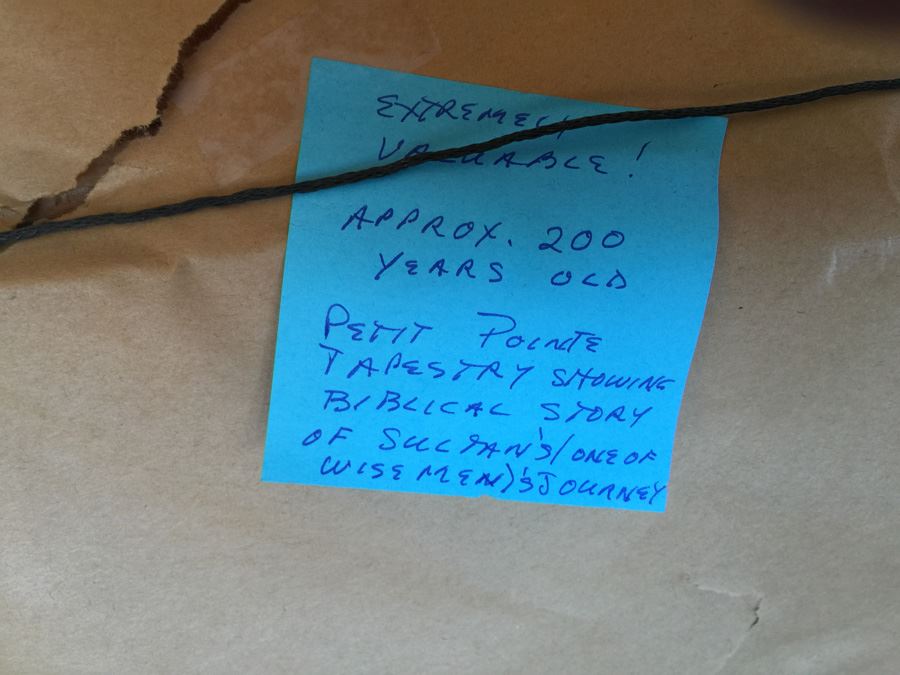 EXTREMELY
VALUABLE!
APPROX. 200
YEARS OLD
PETIT POINTE
TAPESTRY SHOWING
BIBLICAL STORY
OF SULTAN'S/ONE OF
WISE MEN)'S JOURNEY